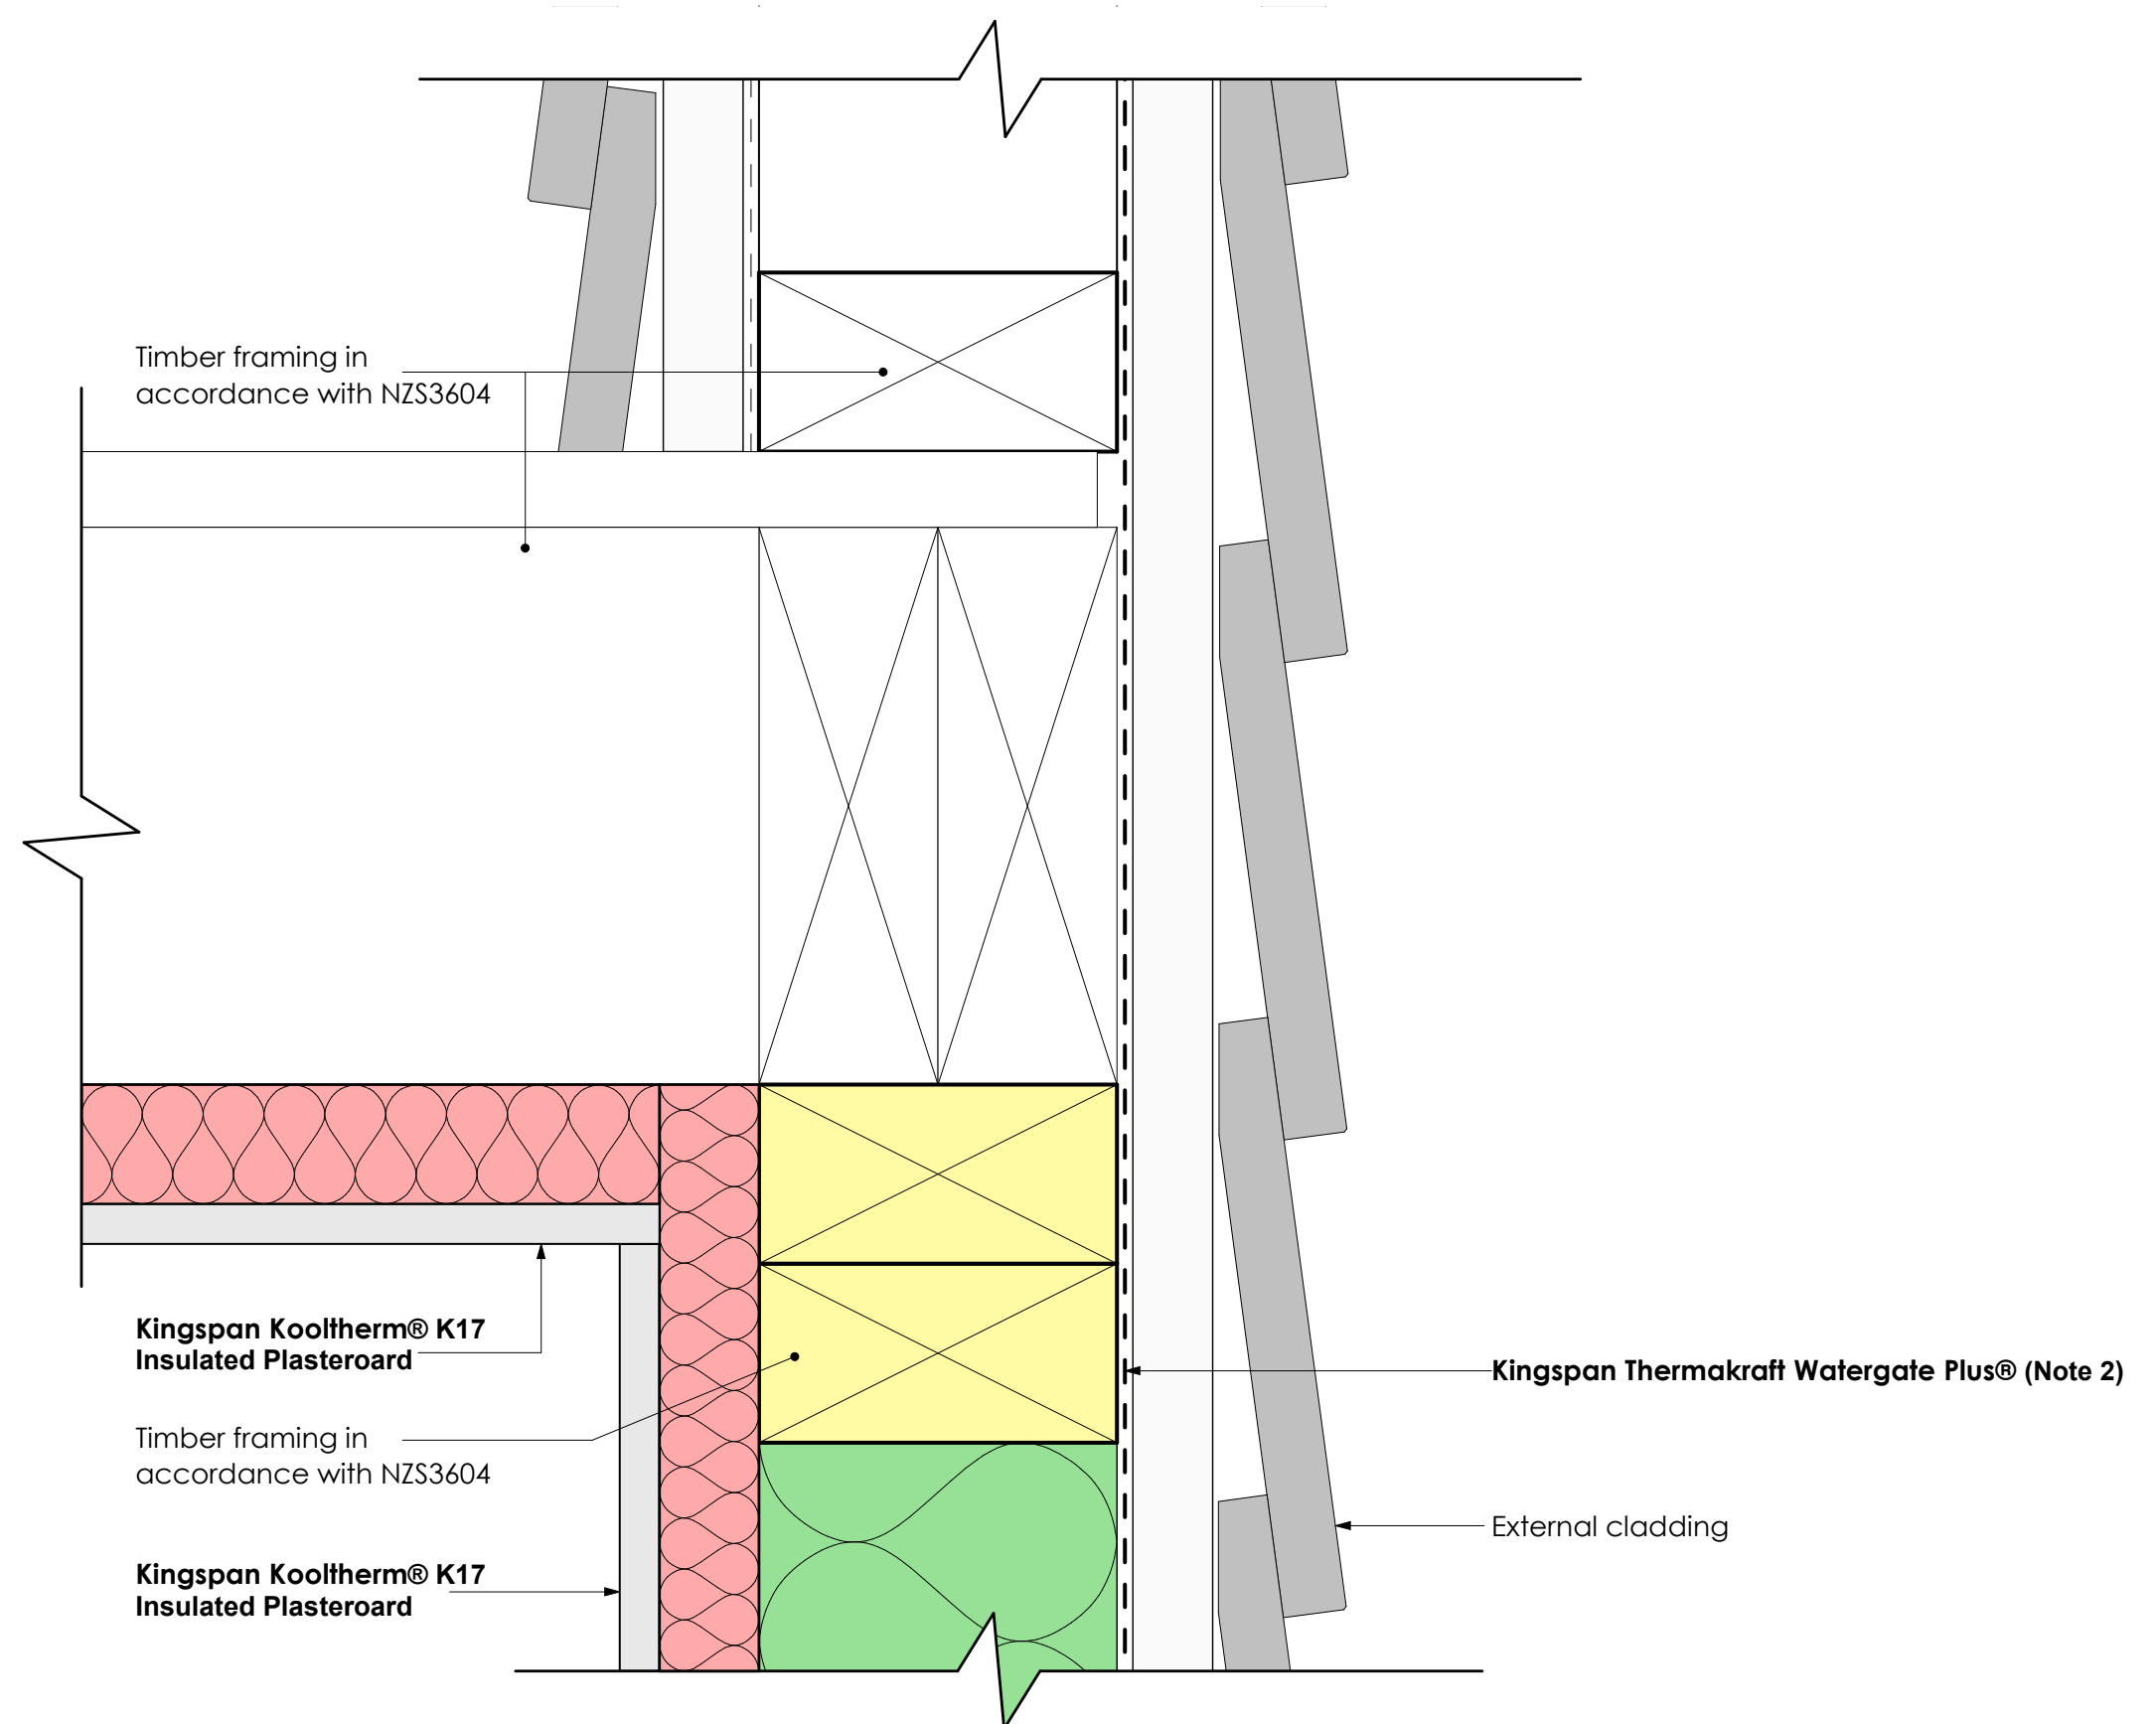 Timber framing in
accordance with NZS3604
Kingspan Kooltherm® K17
Insulated Plasteroard
Kingspan Thermakraft Watergate Plus® (Note 2)
Timber framing in
accordance with NZS3604
External cladding
Kingspan Kooltherm® K17
Insulated Plasteroard